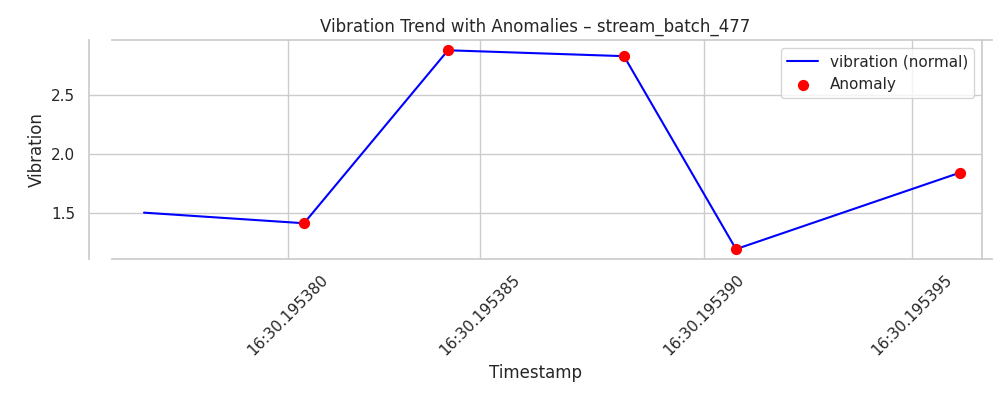 Vibration Trend with Anomalies – stream_batch_477
vibration (normal)
Anomaly
Vibration
2.5
2.0
1.5
16:30.195380
16:30.195385
16:30.195390
16:30.195395
Timestamp